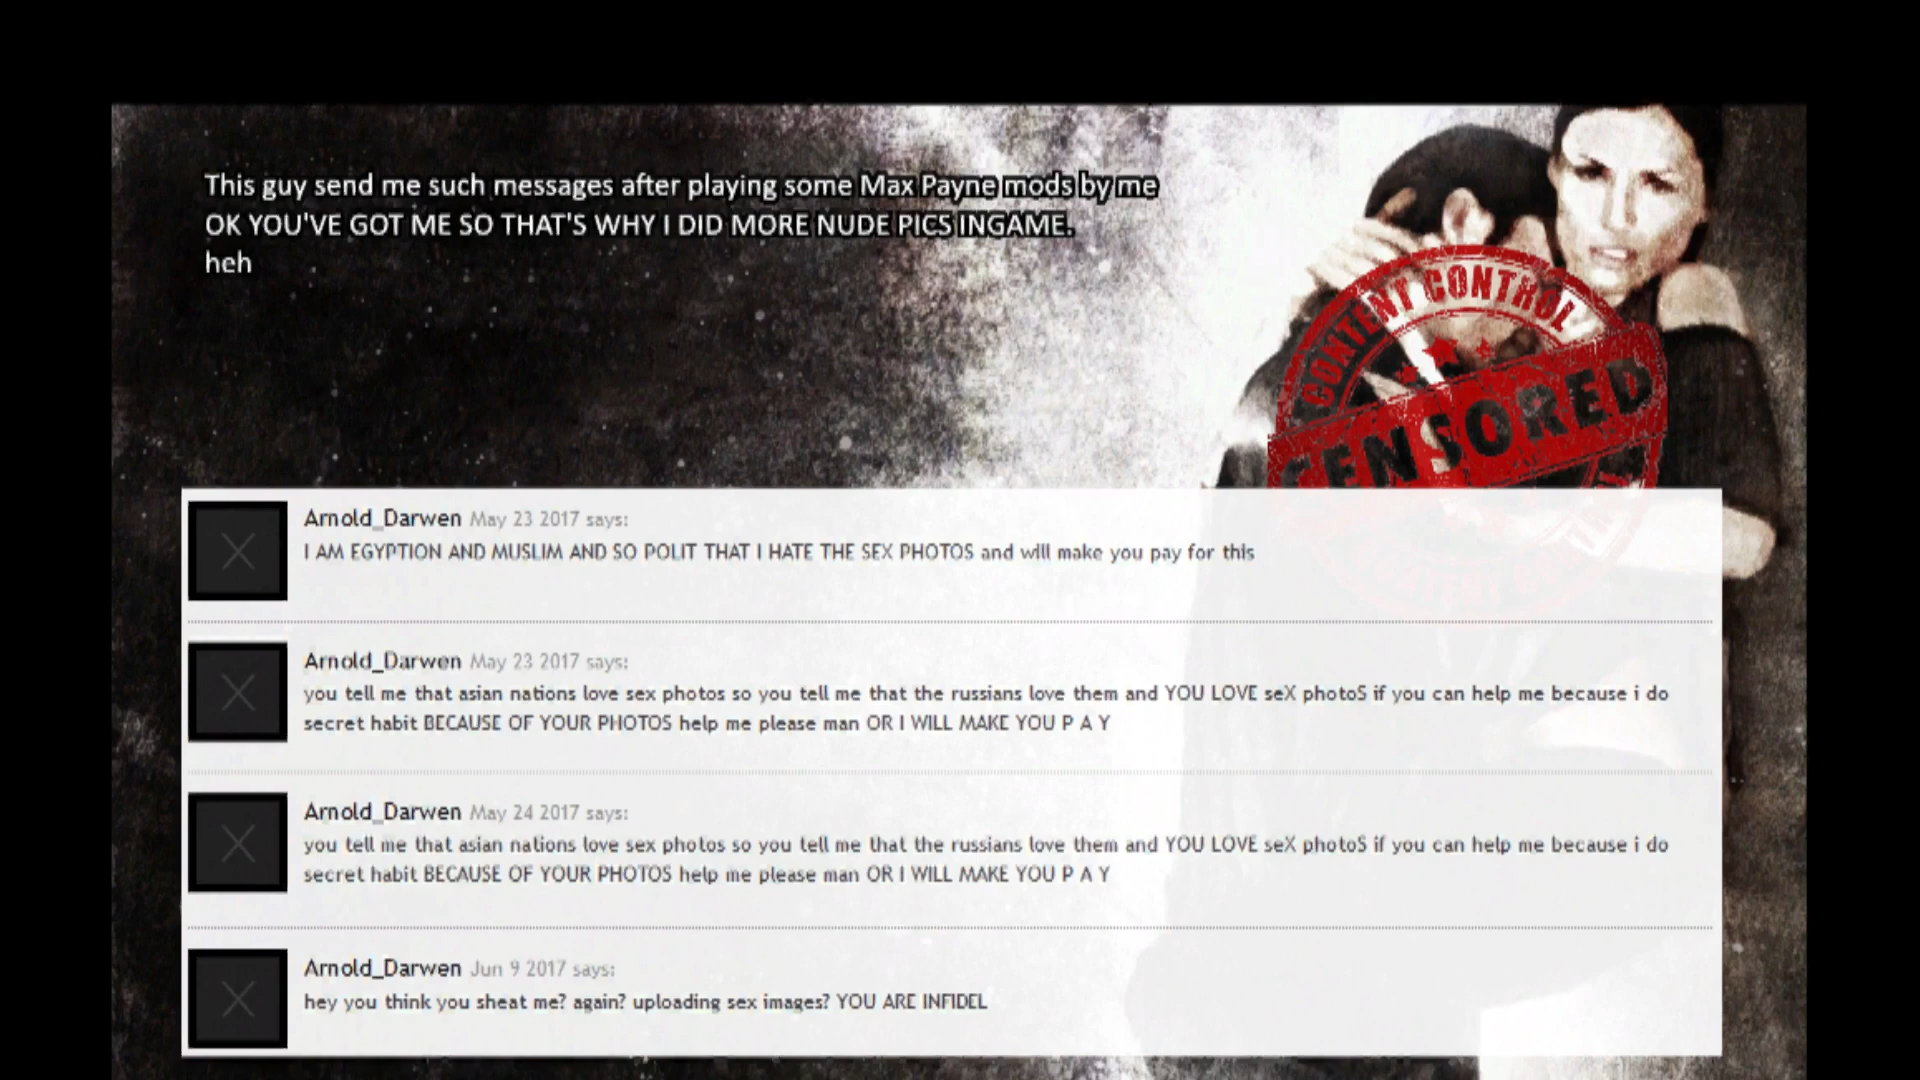 This guy send me such messages after playing some Max Payne mods by me
OK YOU'VE GOT ME SO THAT'S WHY I DID MORE NUDE PICS INGAME.
heh
CONTENT CONTROL
CENSORED
Arnold_Darwen May 23 2017 says:
I AM EGYPTION AND MUSLIM AND SO POLIT THAT I HATE THE SEX PHOTOS and will make you pay for this
Arnold_Darwen May 23 2017 says:
you tell me that asian nations love sex photos so you tell me that the russians love them and YOU LOVE seX photoS if you can help me because i do
secret habit BECAUSE OF YOUR PHOTOS help me please man OR I WILL MAKE YOU P A Y
Arnold_Darwen May 24 2017 says:
you tell me that asian nations love sex photos so you tell me that the russians love them and YOU LOVE seX photoS if you can help me because i do
secret habit BECAUSE OF YOUR PHOTOS help me please man OR I WILL MAKE YOU P A Y
Arnold_Darwen Jun 9 2017 says:
hey you think you sheat me? again? uploading sex images? YOU ARE INFIDEL